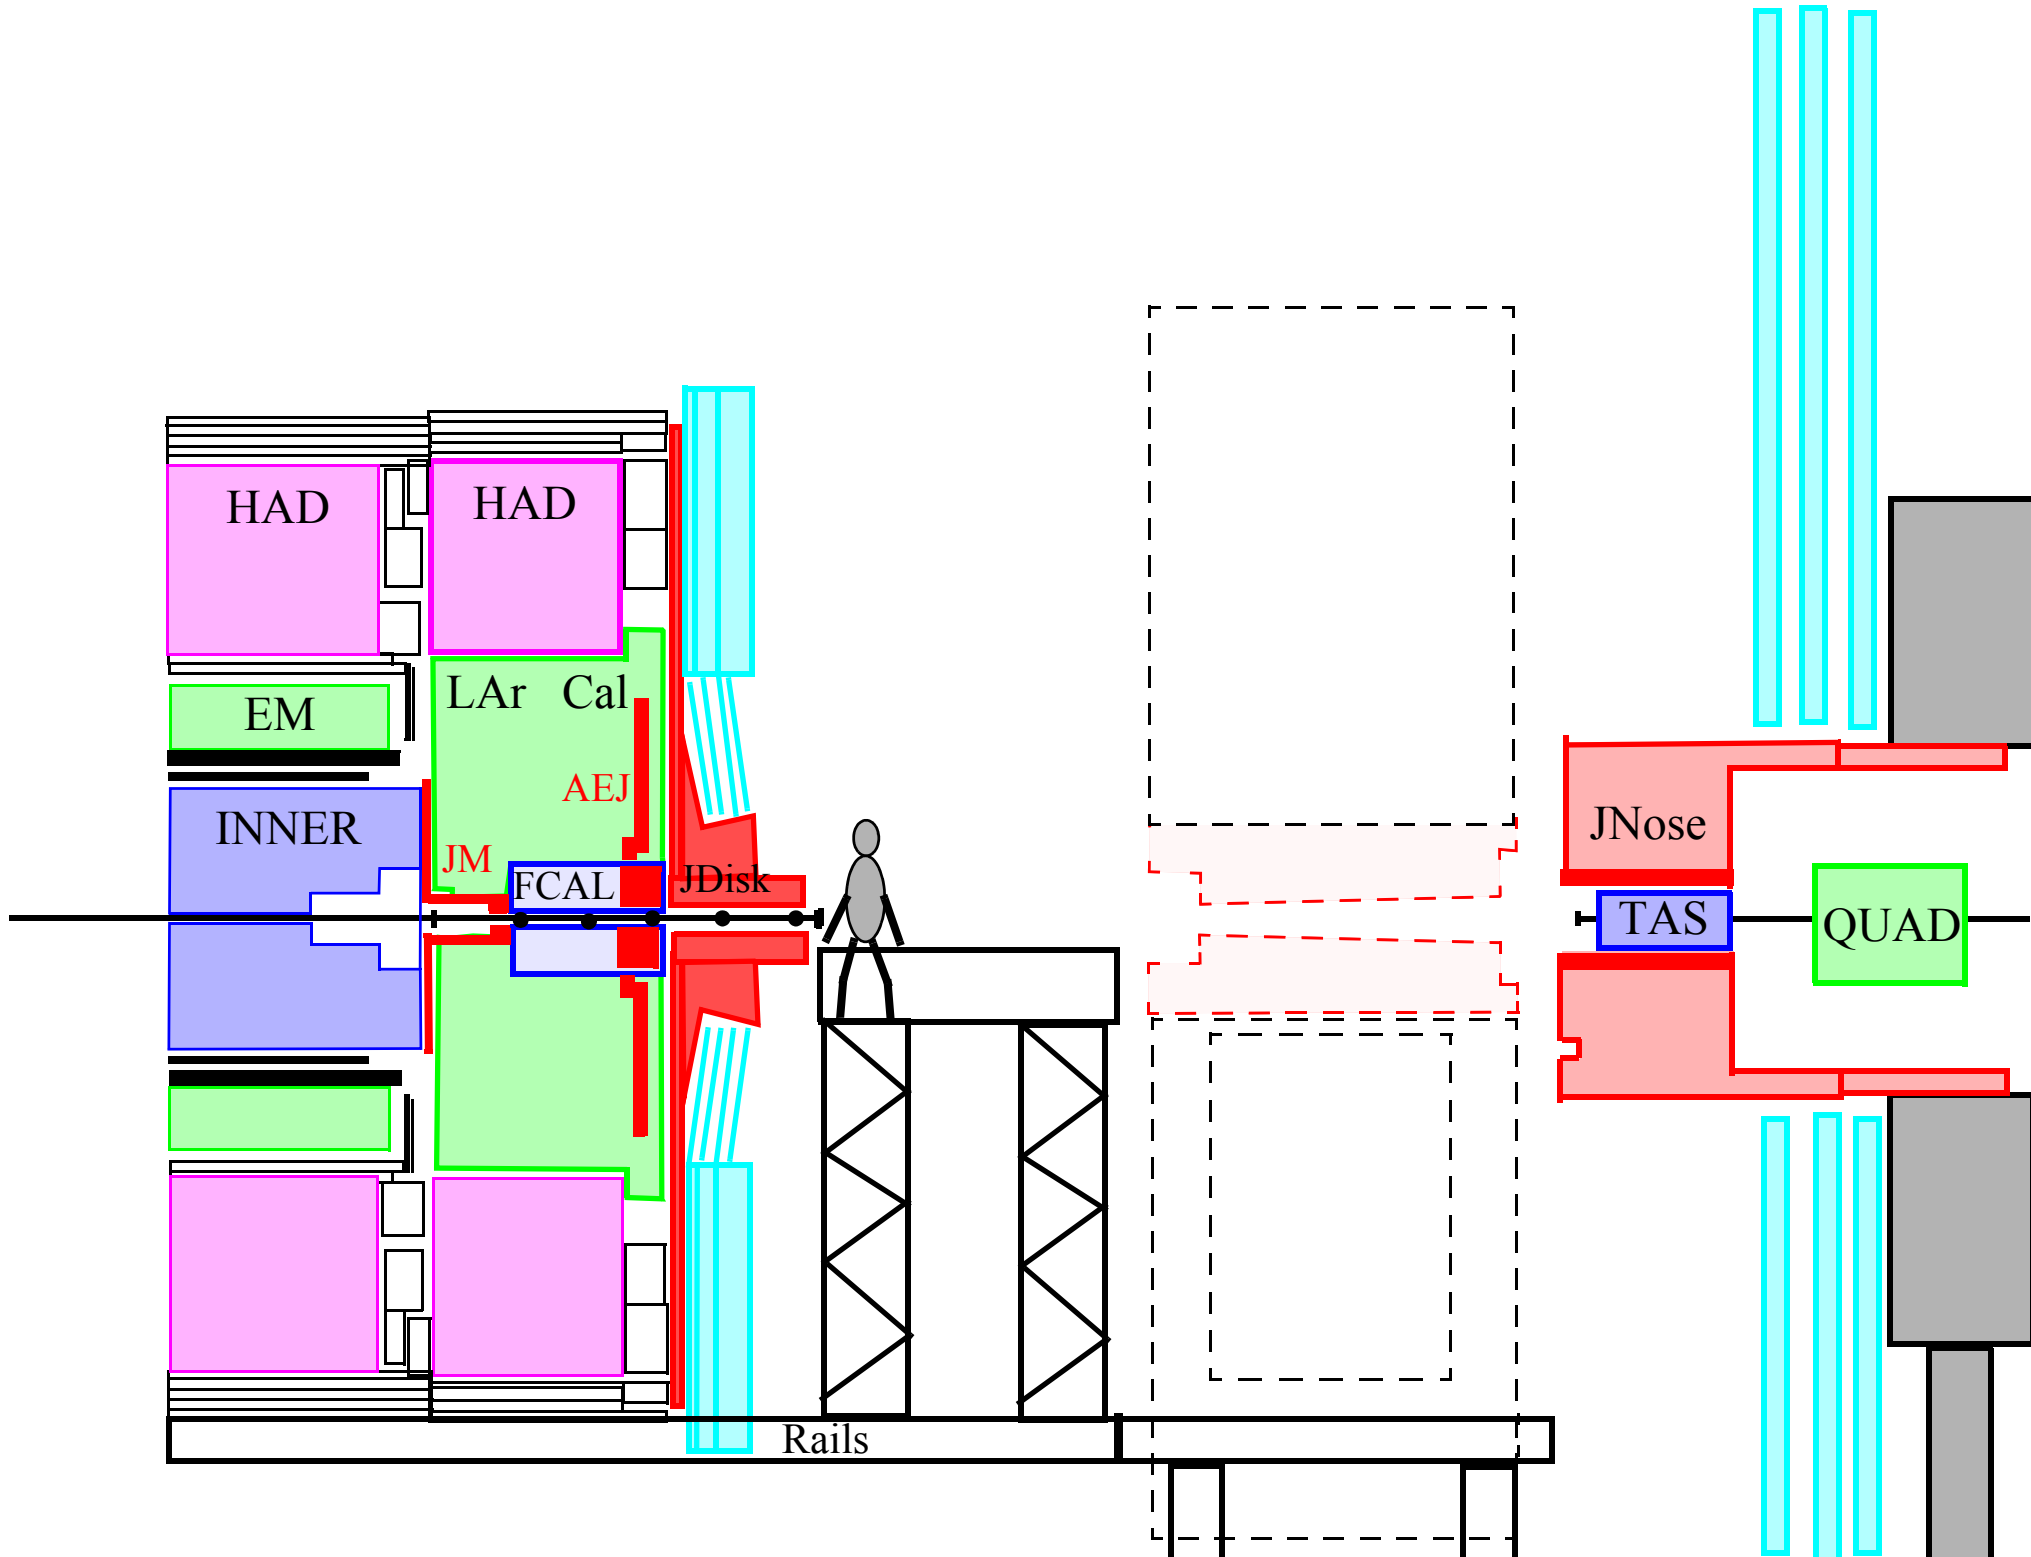 HAD
HAD
LAr Cal
EM
AEJ
INNER
JNose
JM
FCAL
JDisk
TAS
QUAD
Rails